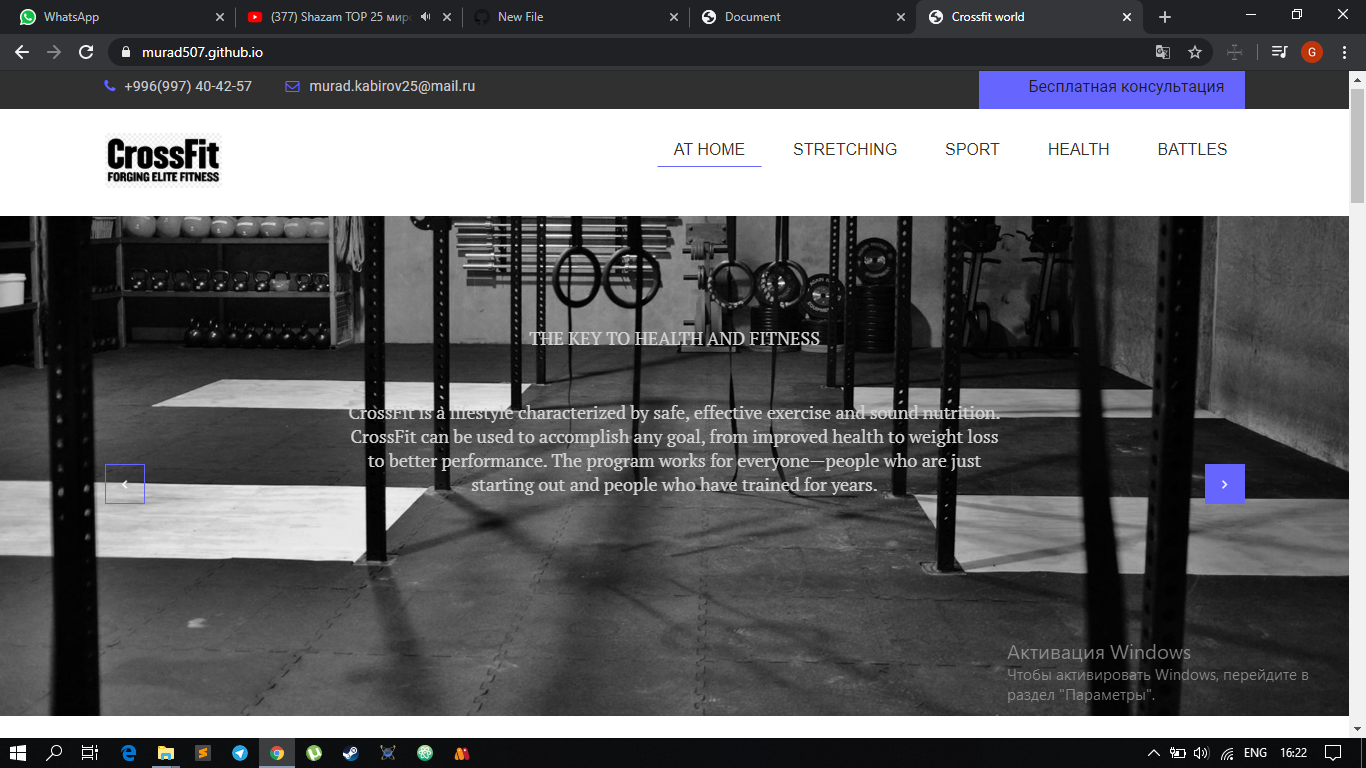 WhatsApp
(377) Shazam TOP 25 миро
New File
Document
Crossfit world
murad507.github.io
G
+996(997) 40-42-57
murad.kabirov25@mail.ru
Бесплатная консультация
CrossFit
FORGING ELITE FITNESS
AT HOME
STRETCHING
SPORT
HEALTH
BATTLES
THE KEY TO HEALTH AND FITNESS
CrossFit is a lifestyle characterized by safe, effective exercise and sound nutrition.
CrossFit can be used to accomplish any goal, from improved health to weight loss
to better performance. The program works for everyone—people who are just
starting out and people who have trained for years.
Активация Windows
Чтобы активировать Windows, перейдите в
раздел "Параметры".
ENG
16:22